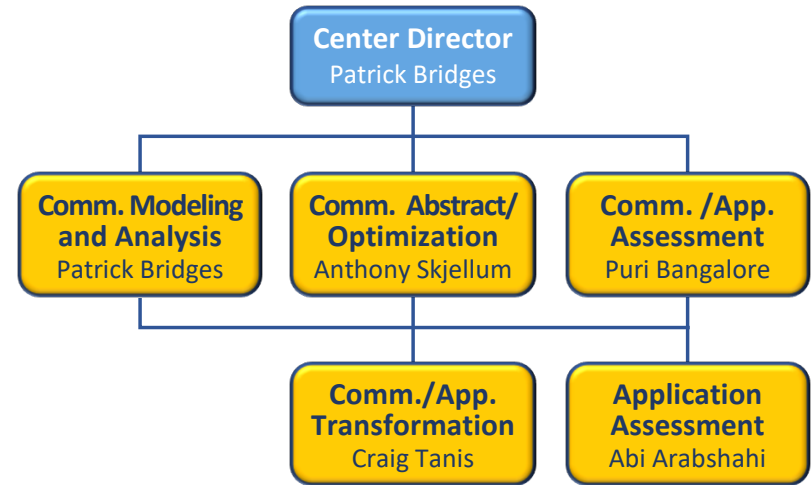 Center Director
Patrick Bridges
Comm. Modeling
and Analysis
Patrick Bridges
Comm. Abstract/
Optimization
Anthony Skjellum
Comm. /App.
Assessment
Puri Bangalore
Comm./App.
Transformation
Craig Tanis
Application
Assessment
Abi Arabshahi